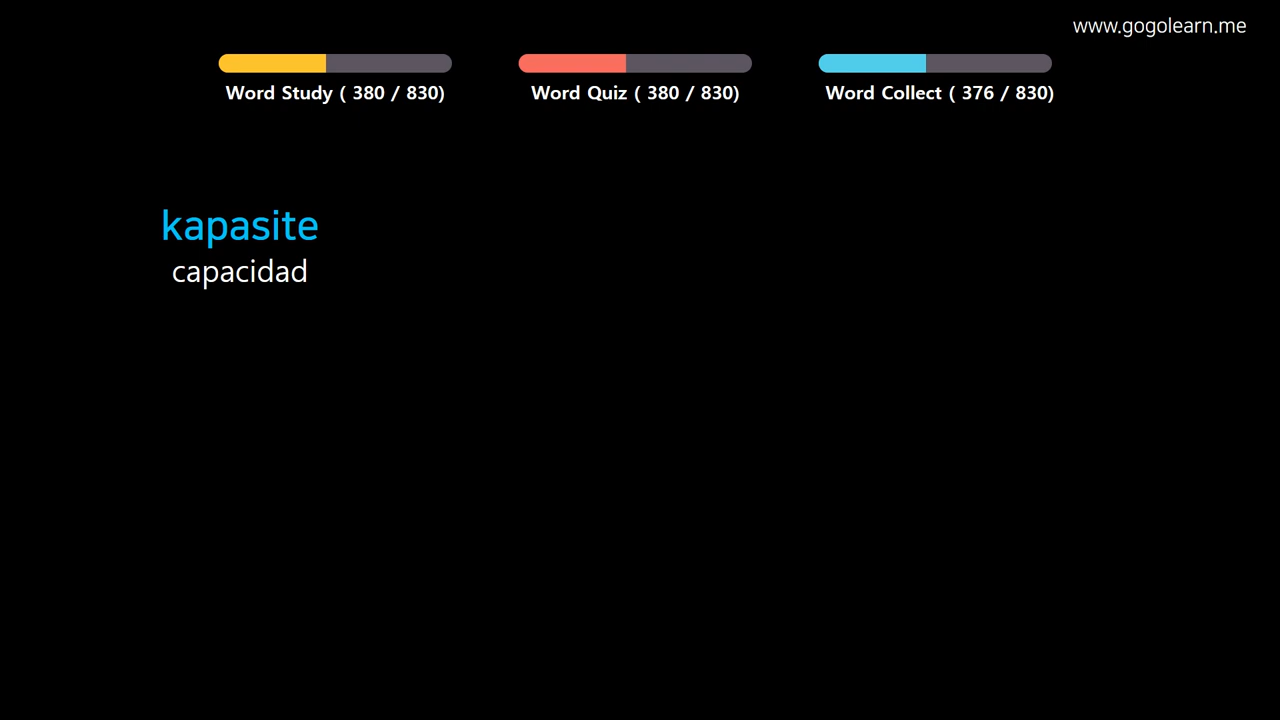 www.gogolearn.me
Word Study ( 380 / 830)
Word Quiz ( 380 / 830)
Word Collect ( 376 / 830)
kapasite
capacidad